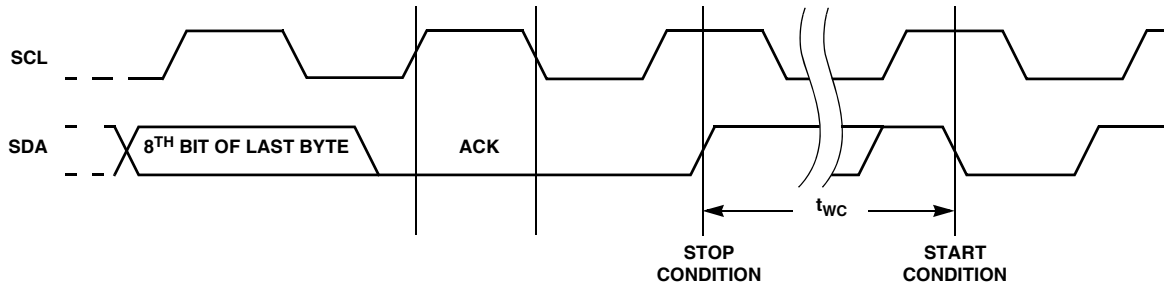 SCL
SDA
8TH BIT OF LAST BYTE
ACK
tWC
STOP
CONDITION
START
CONDITION